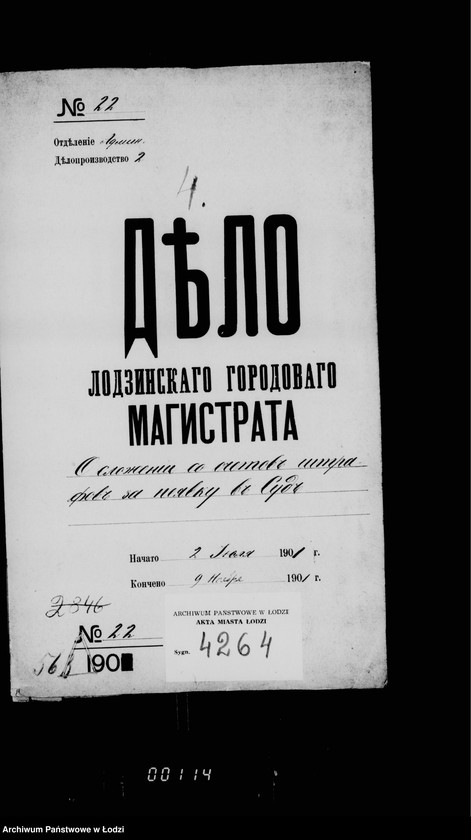 № 22
Отдѣленіе Админ.
Дѣлопроизводство 2
4.
ДѢЛО
ЛОДЗИНСКАГО ГОРОДОВАГО
МАГИСТРАТА
О сложеніи со счетовъ штра-
фовъ за неявку въ Судъ
Начато 2 Іюля 1901 г.
Кончено 9 Ноябр. 1901 г.
2346
ARCHIWUM PAŃSTWOWE W ŁODZI
AKTA MIASTA ŁODZI
Sygn. 4264
№ 22
190
00114
Archiwum Państwowe w Łodzi